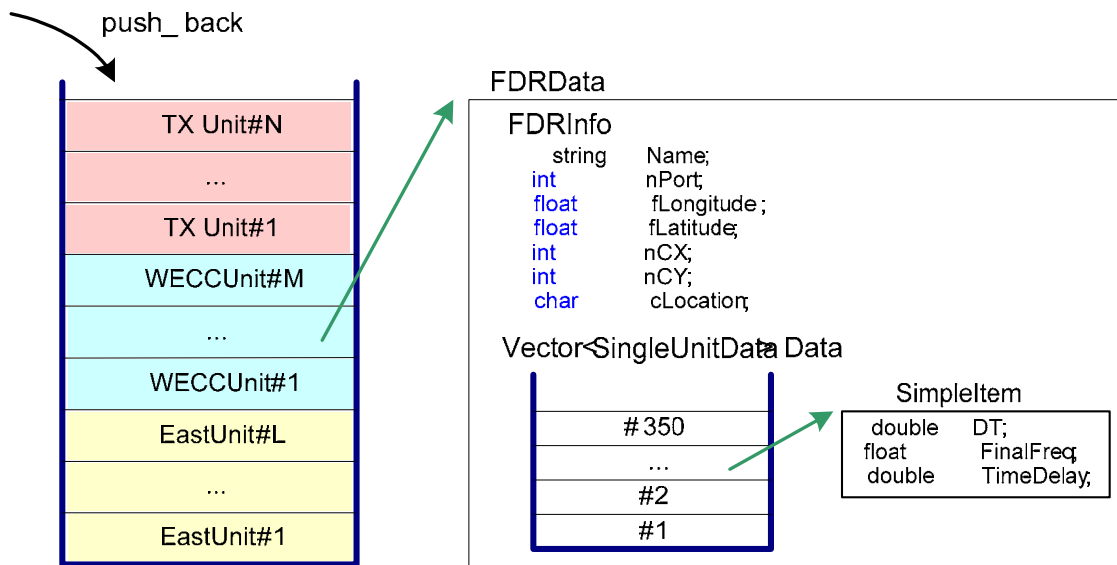 push_ back
TX Unit#N
...
TX Unit#1
WECCUnit#M
...
WECCUnit#1
EastUnit#L
...
EastUnit#1
FDRData
FDRInfo
string Name;
int nPort;
float fLongitude ;
float fLatitude;
int nCX;
int nCY;
char cLocation;
Vector<SingleUnitData> Data
# 350
...
#2
#1
SimpleItem
double DT;
float FinalFreq;
double TimeDelay;